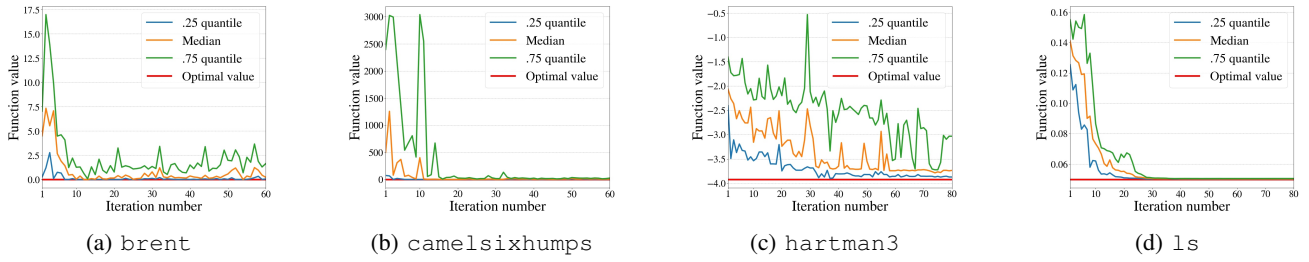 17.5
15.0
12.5
10.0
7.5
5.0
2.5
0.0
Function value
.25 quantile
Median
.75 quantile
Optimal value
1 10 20 30 40 50 60
Iteration number
(a) brent
3000
2500
2000
1500
1000
500
0
Function value
.25 quantile
Median
.75 quantile
Optimal value
1 10 20 30 40 50 60
Iteration number
(b) camelsixhumps
−0.5
−1.0
−1.5
−2.0
−2.5
−3.0
−3.5
−4.0
Function value
.25 quantile
Median
.75 quantile
Optimal value
1 10 20 30 40 50 60 70 80
Iteration number
(c) hartman3
0.16
0.14
0.12
0.10
0.08
0.06
Function value
.25 quantile
Median
.75 quantile
Optimal value
1 10 20 30 40 50 60 70 80
Iteration number
(d) ls